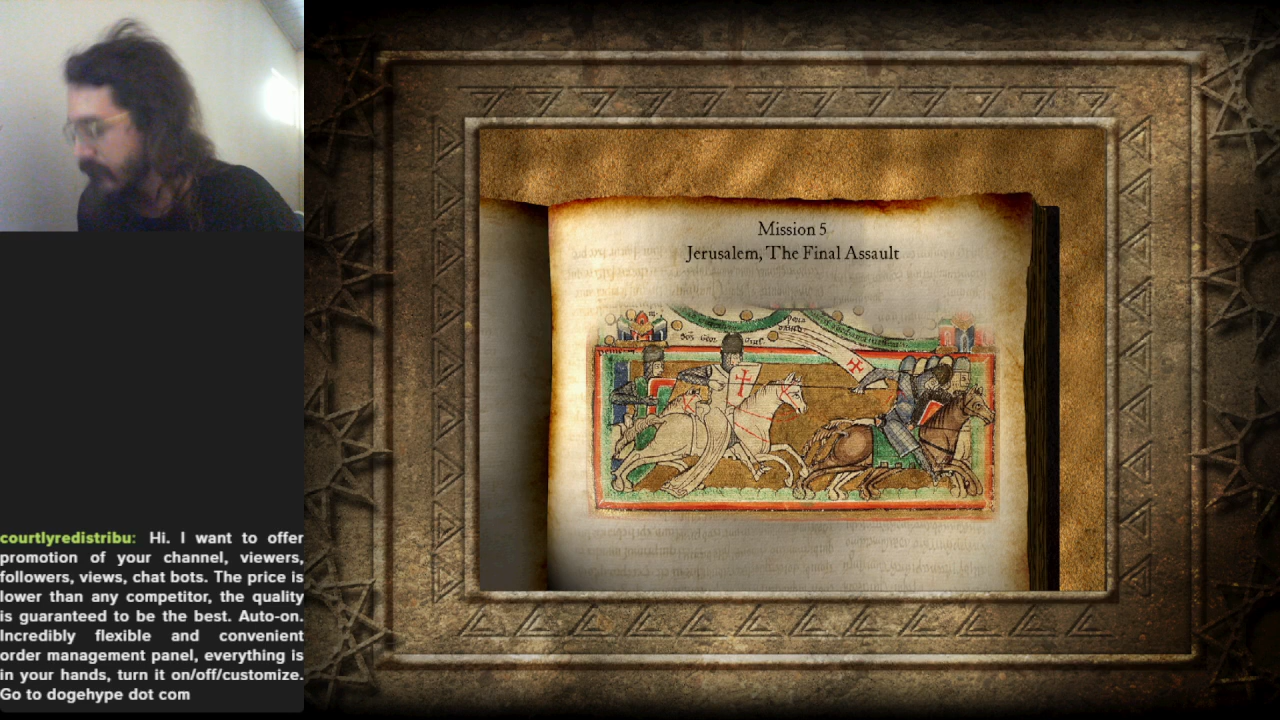 Mission 5
Jerusalem, The Final Assault
courtlyredistribu: Hi. I want to offer
promotion of your channel, viewers,
followers, views, chat bots. The price is
lower than any competitor, the quality
is guaranteed to be the best. Auto-on.
Incredibly flexible and convenient
order management panel, everything is
in your hands, turn it on/off/customize.
Go to dogehype dot com